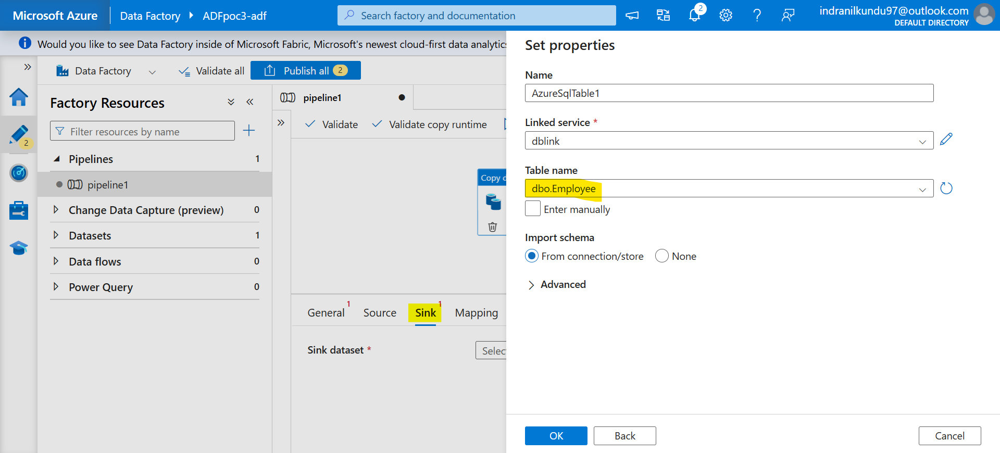 Microsoft Azure
Data Factory
ADFpoc3-adf
Search factory and documentation
2
indranilkundu97@outlook.com
DEFAULT DIRECTORY
Would you like to see Data Factory inside of Microsoft Fabric, Microsoft's newest cloud-first data analytics
Data Factory
Validate all
Publish all 2
2
Factory Resources
Filter resources by name
Pipelines 1
pipeline1
Change Data Capture (preview) 0
Datasets 1
Data flows 0
Power Query 0
pipeline1
Validate
Validate copy runtime
Copy
General 1
Source
Sink 1
Mapping
Sink dataset *
Selec
Set properties
Name
AzureSqlTable1
Linked service *
dblink
Table name
dbo.Employee
Enter manually
Import schema
From connection/store
None
Advanced
OK
Back
Cancel